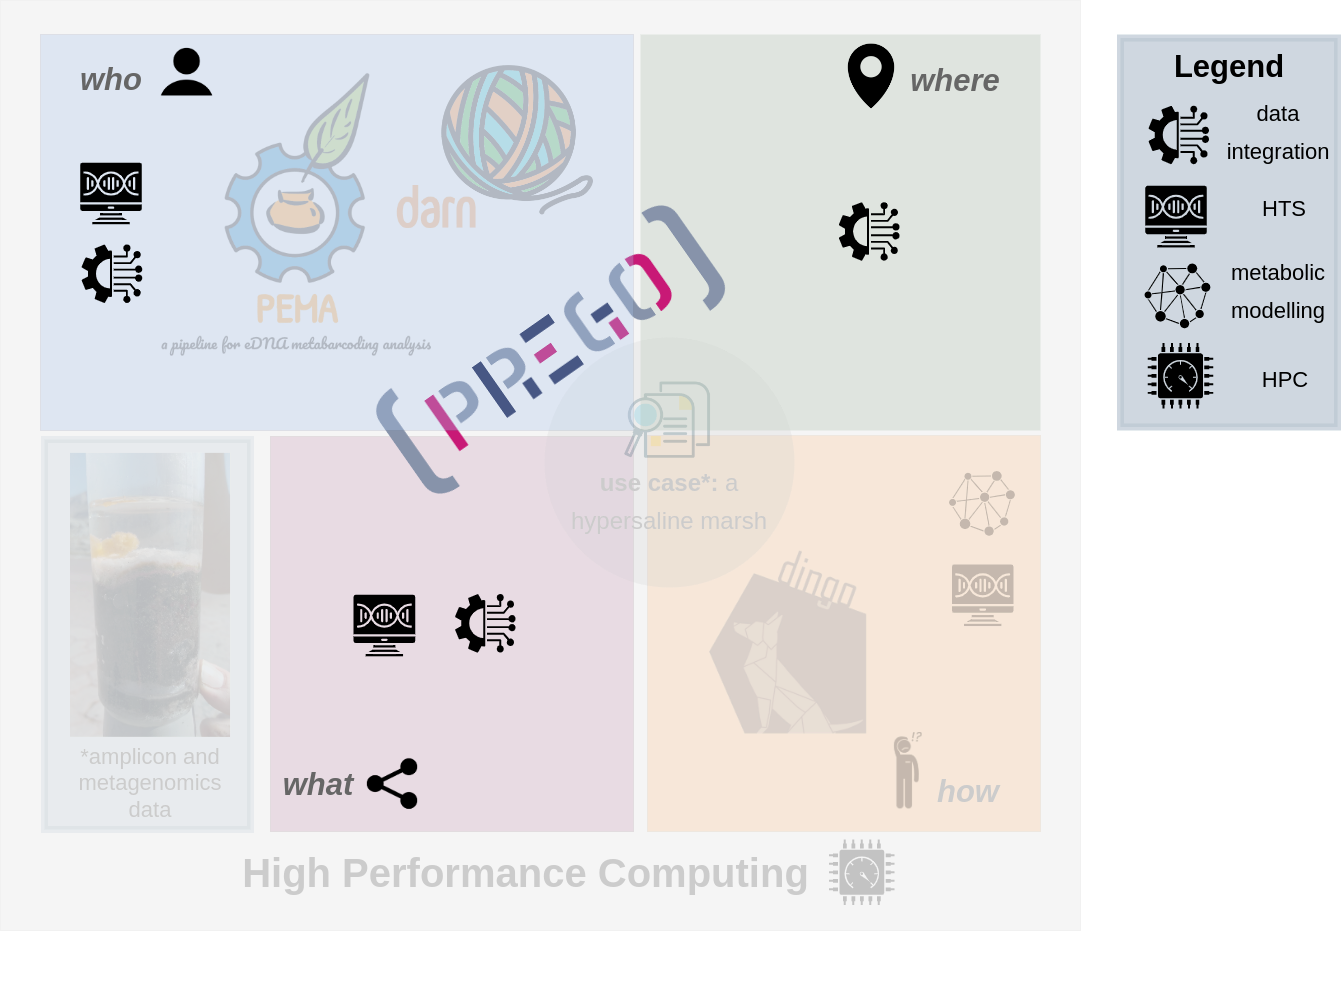 who
where
darn
PEMA
a pipeline for eDNA metabarcoding analysis
[PREGO]
use case*: a
hypersaline marsh
dingo
*amplicon and
metagenomics
data
what
!?
how
High Performance Computing
Legend
data
integration
HTS
metabolic
modelling
HPC